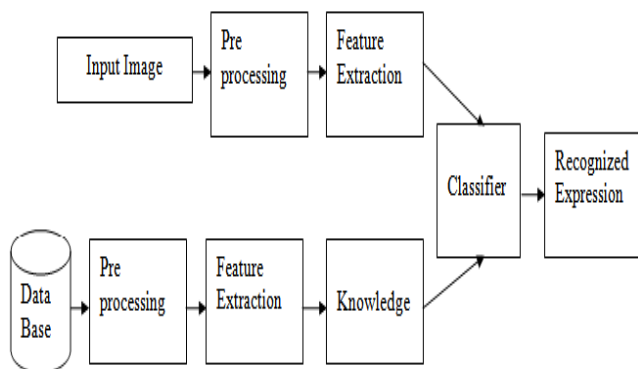 Input Image
Pre
processing
Feature
Extraction
Classifier
Recognized
Expression
Data
Base
Pre
processing
Feature
Extraction
Knowledge